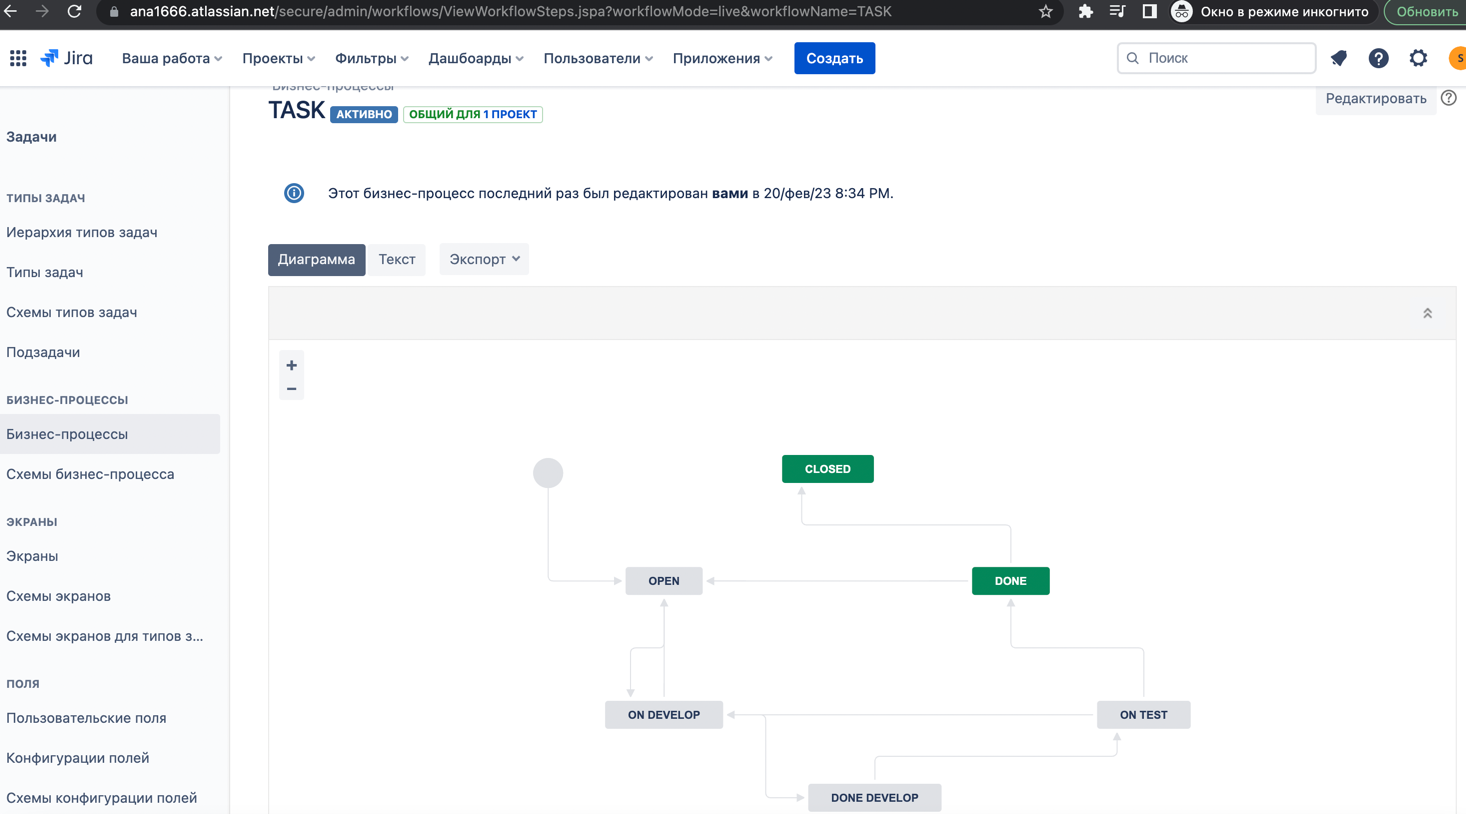 ana1666.atlassian.net/secure/admin/workflows/ViewWorkflowSteps.jspa?workflowMode=live&workflowName=TASK
Окно в режиме инкогнито
Обновить
Jira
Ваша работа
Проекты
Фильтры
Дашборды
Пользователи
Приложения
Создать
Поиск
S
Бизнес-процессы
TASK АКТИВНО ОБЩИЙ ДЛЯ 1 ПРОЕКТ
Редактировать
Задачи
ТИПЫ ЗАДАЧ
Иерархия типов задач
Типы задач
Схемы типов задач
Подзадачи
БИЗНЕС-ПРОЦЕССЫ
Бизнес-процессы
Схемы бизнес-процесса
ЭКРАНЫ
Экраны
Схемы экранов
Схемы экранов для типов з...
ПОЛЯ
Пользовательские поля
Конфигурации полей
Схемы конфигурации полей
Этот бизнес-процесс последний раз был редактирован вами в 20/фев/23 8:34 PM.
Диаграмма
Текст
Экспорт
+
−
CLOSED
OPEN
DONE
ON DEVELOP
ON TEST
DONE DEVELOP